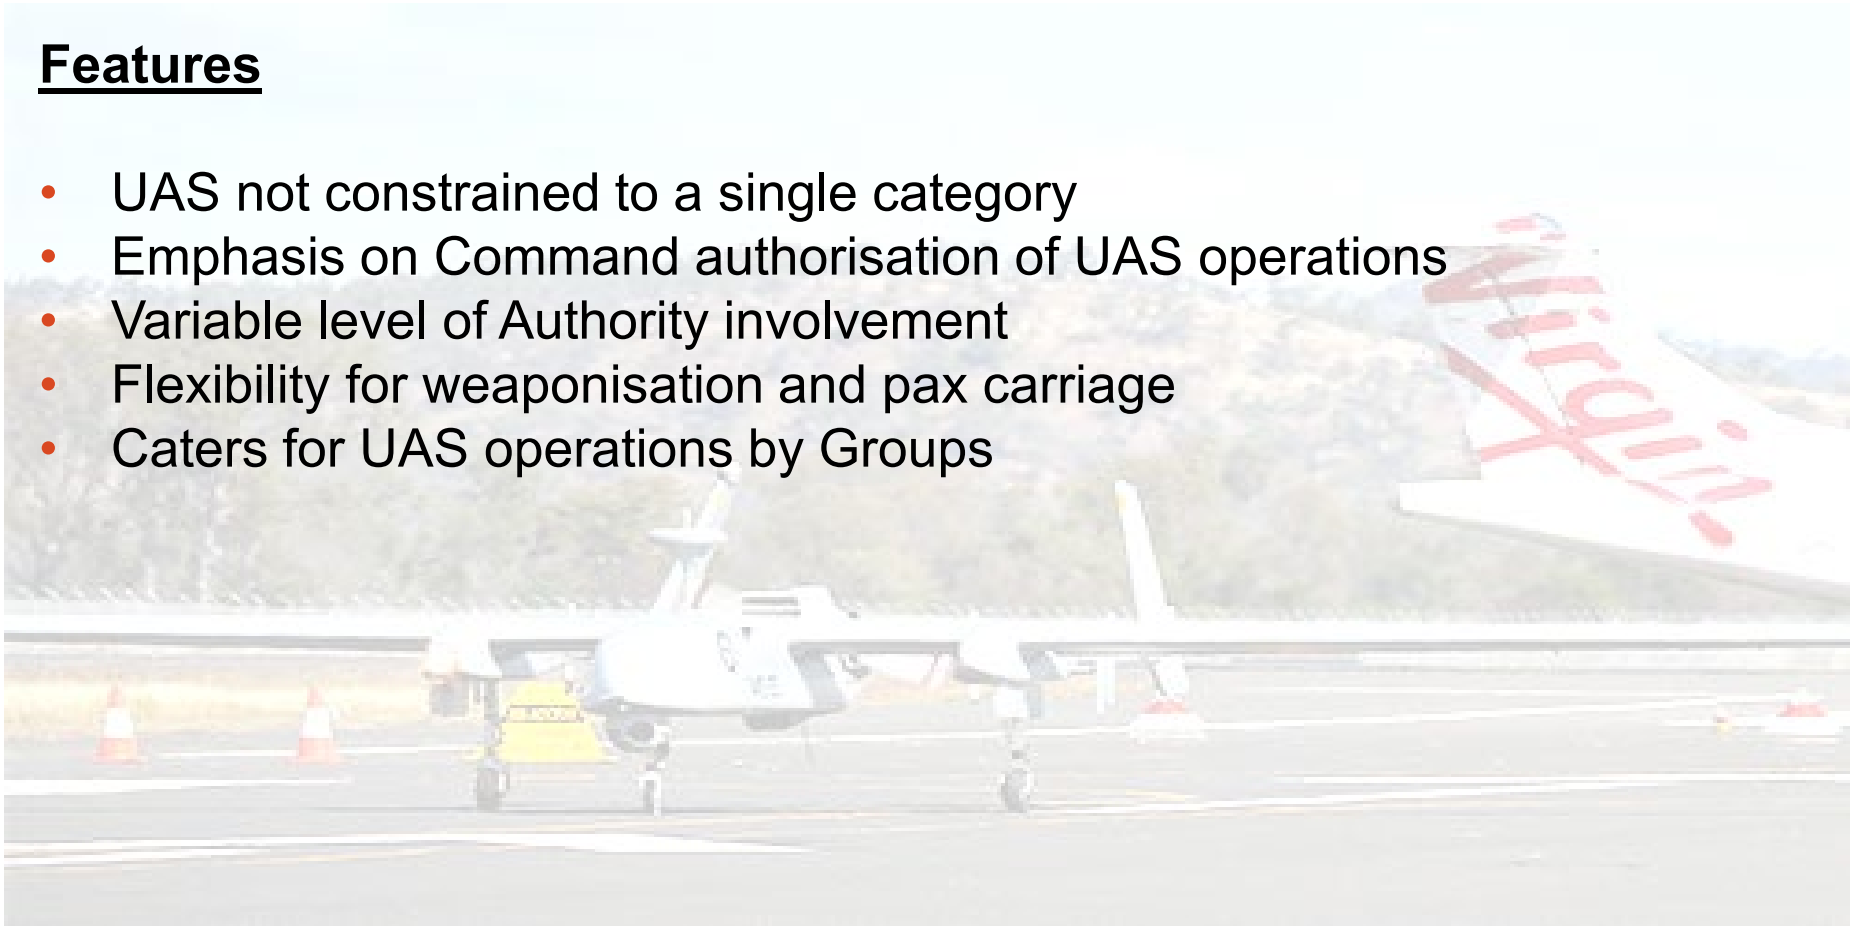 Features
• UAS not constrained to a single category
• Emphasis on Command authorisation of UAS operations
• Variable level of Authority involvement
• Flexibility for weaponisation and pax carriage
• Caters for UAS operations by Groups
Virgin